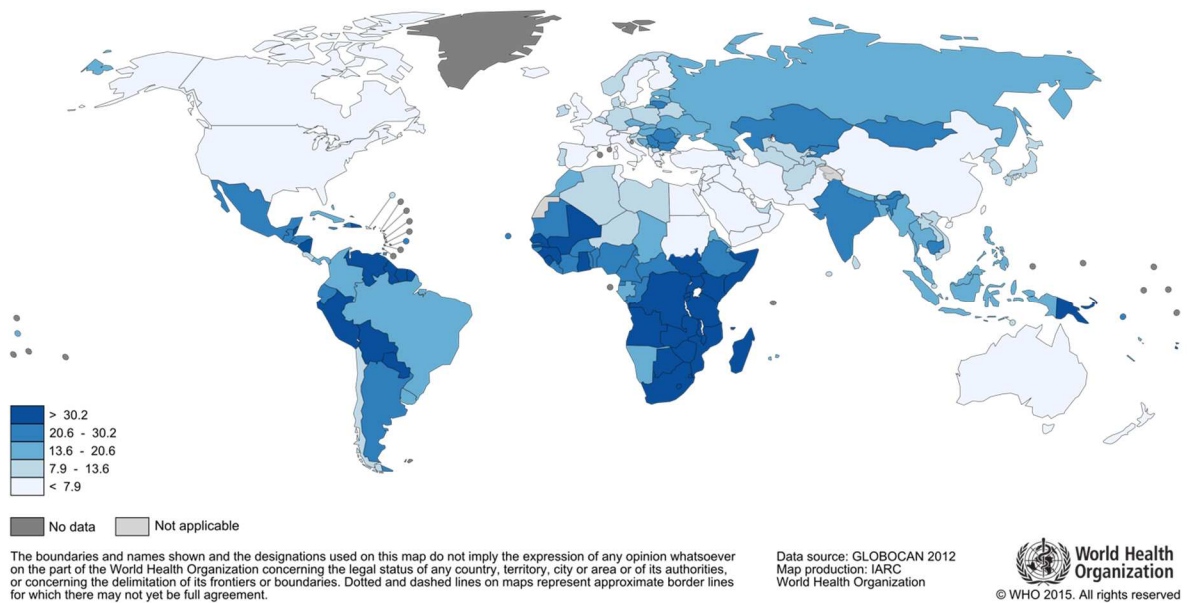 > 30.2
20.6 - 30.2
13.6 - 20.6
7.9 - 13.6
< 7.9
No data
Not applicable
The boundaries and names shown and the designations used on this map do not imply the expression of any opinion whatsoever
on the part of the World Health Organization concerning the legal status of any country, territory, city or area or of its authorities,
or concerning the delimitation of its frontiers or boundaries. Dotted and dashed lines on maps represent approximate border lines
for which there may not yet be full agreement.
Data source: GLOBOCAN 2012
Map production: IARC
World Health Organization
World Health
Organization
© WHO 2015. All rights reserved